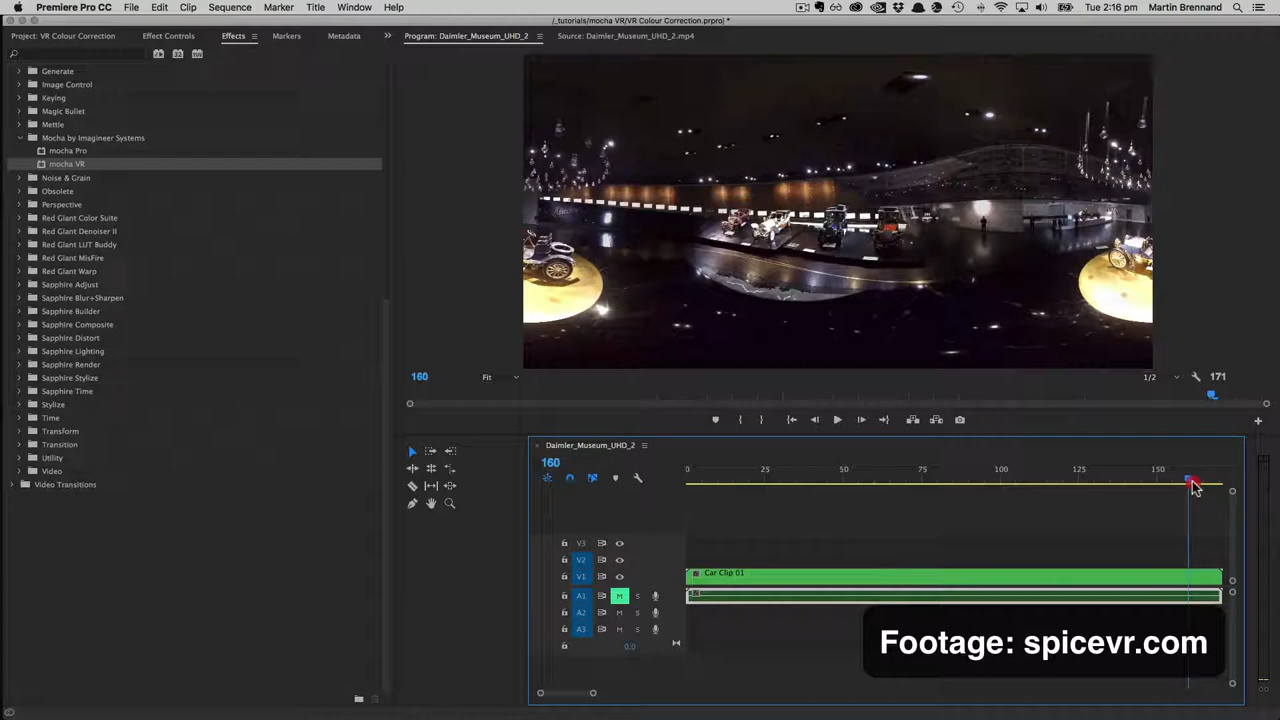 Premiere Pro CC File Edit Clip Sequence Marker Title Window Help Tue 2:16 pm Martin Brennand
/_tutorials/mocha VR/VR Colour Correction.prproj *
Project: VR Colour Correction Effect Controls Effects Markers Metadata Program: Daimler_Museum_UHD_2 Source: Daimler_Museum_UHD_2.mp4
Generate
Image Control
Keying
Magic Bullet
Mettle
Mocha by Imagineer Systems
mocha Pro
mocha VR
Noise & Grain
Obsolete
Perspective
Red Giant Color Suite
Red Giant Denoiser II
Red Giant LUT Buddy
Red Giant MisFire
Red Giant Warp
Sapphire Adjust
Sapphire Blur+Sharpen
Sapphire Builder
Sapphire Composite
Sapphire Distort
Sapphire Lighting
Sapphire Render
Sapphire Stylize
Sapphire Time
Stylize
Time
Transform
Transition
Utility
Video
Video Transitions
160 Fit 1/2 171
Daimler_Museum_UHD_2
160
0 25 50 75 100 125 150
V3
V2
V1 Car Clip 01
A1 M S
A2 M S
A3 M S
0.0
Footage: spicevr.com